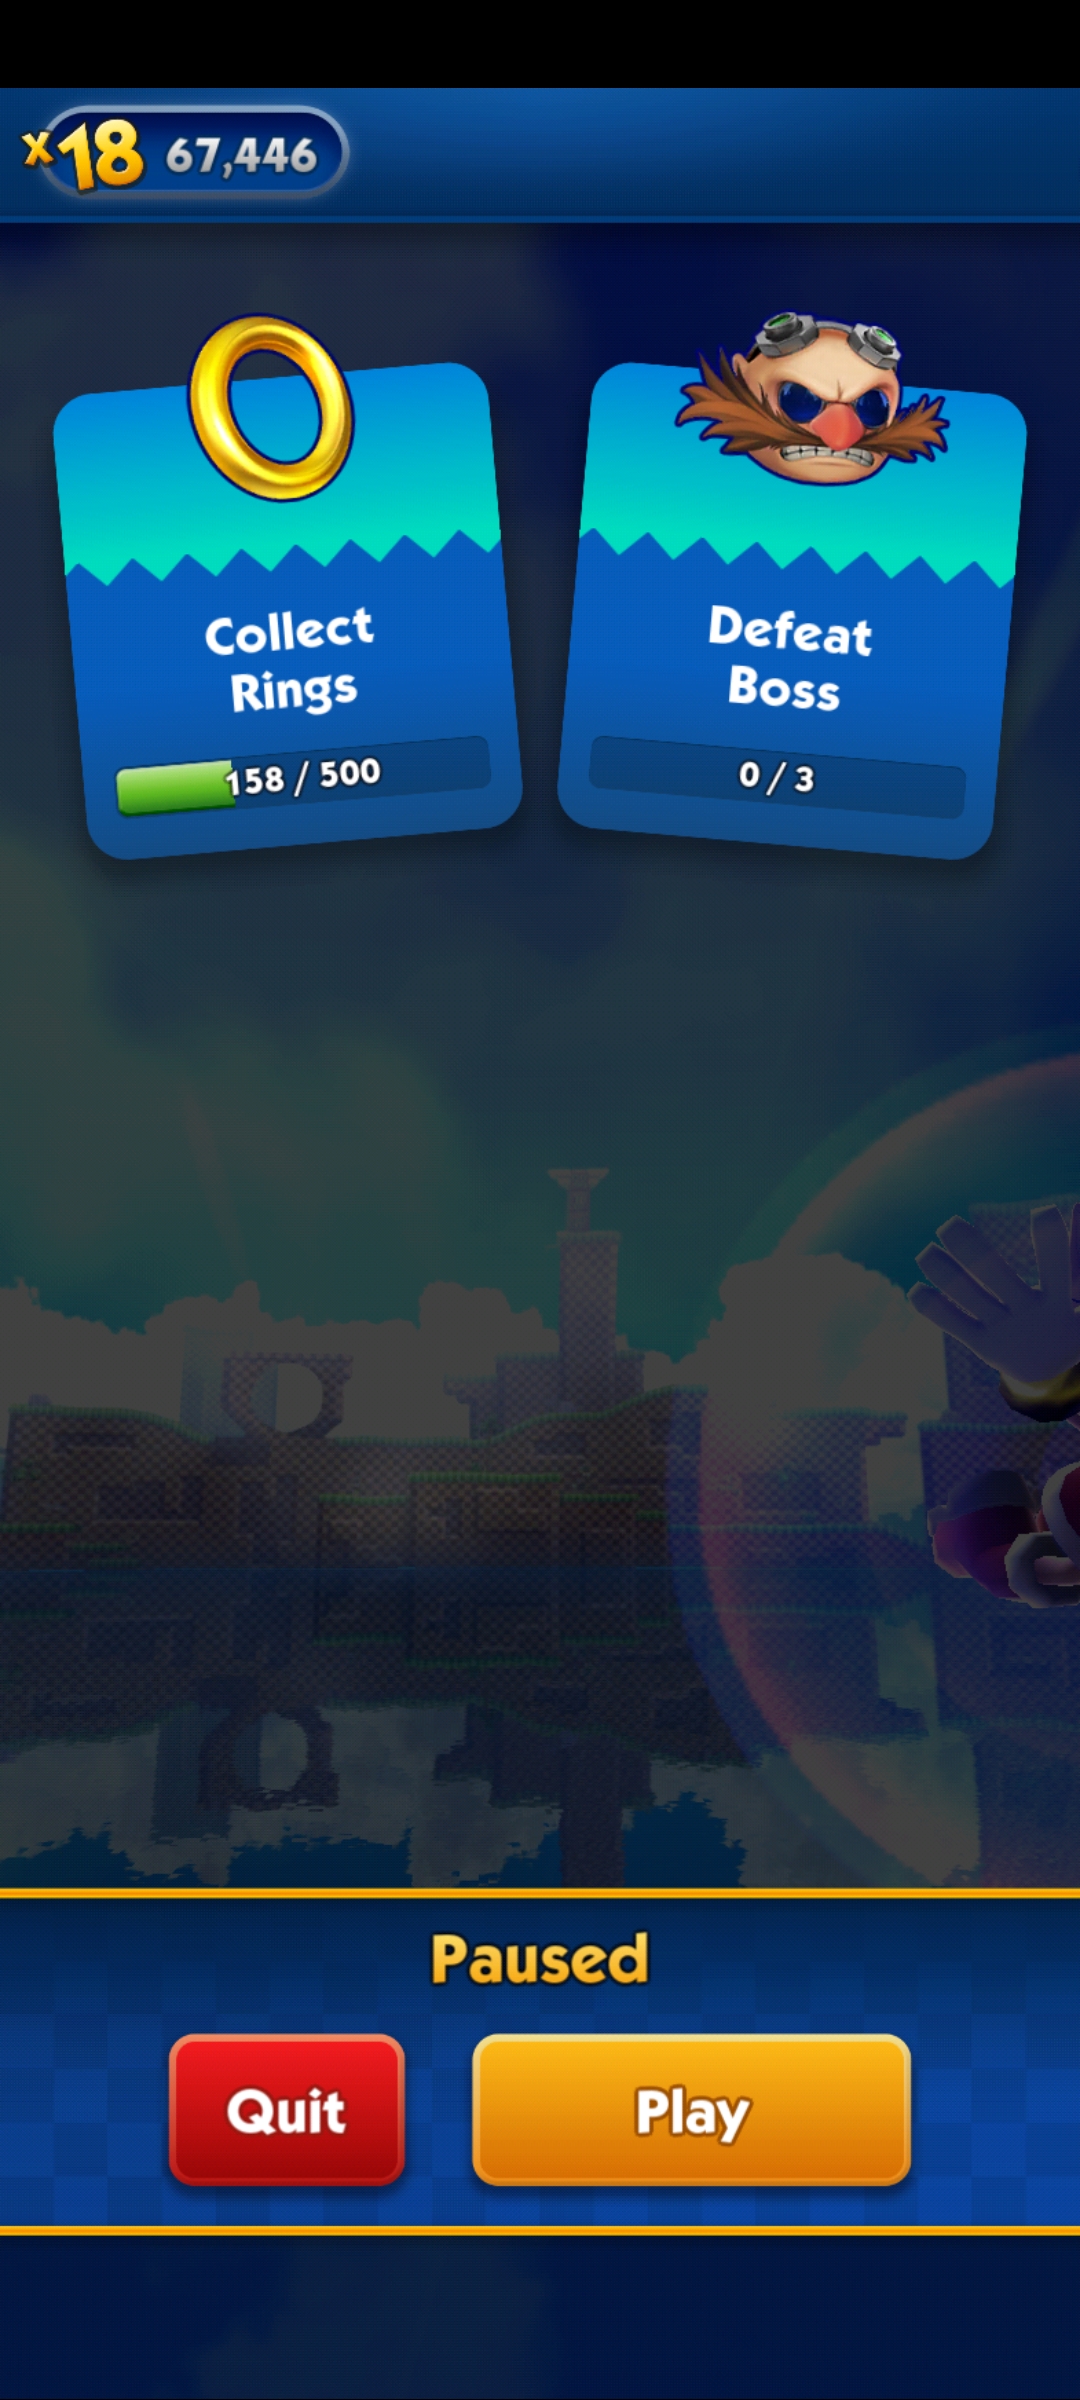 x18 67,446
Collect
Rings
158 / 500
Defeat
Boss
0 / 3
Paused
Quit
Play